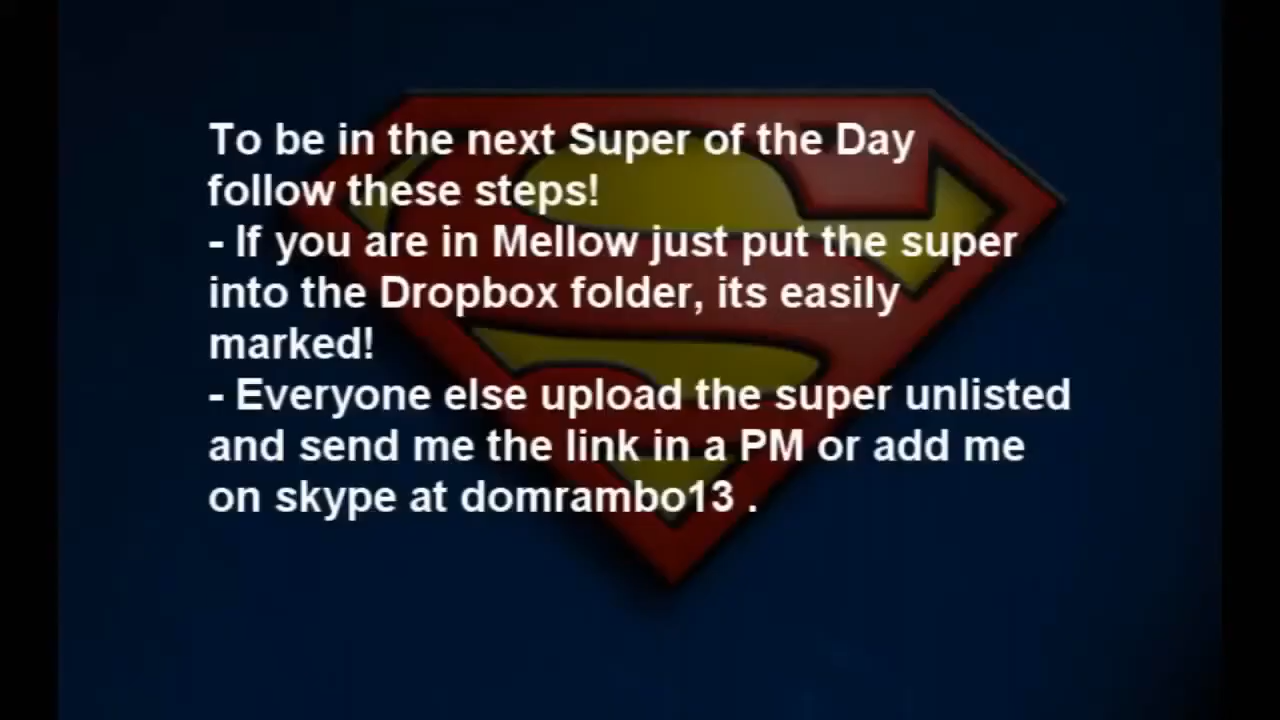 To be in the next Super of the Day
follow these steps!
- If you are in Mellow just put the super
into the Dropbox folder, its easily
marked!
- Everyone else upload the super unlisted
and send me the link in a PM or add me
on skype at domrambo13 .